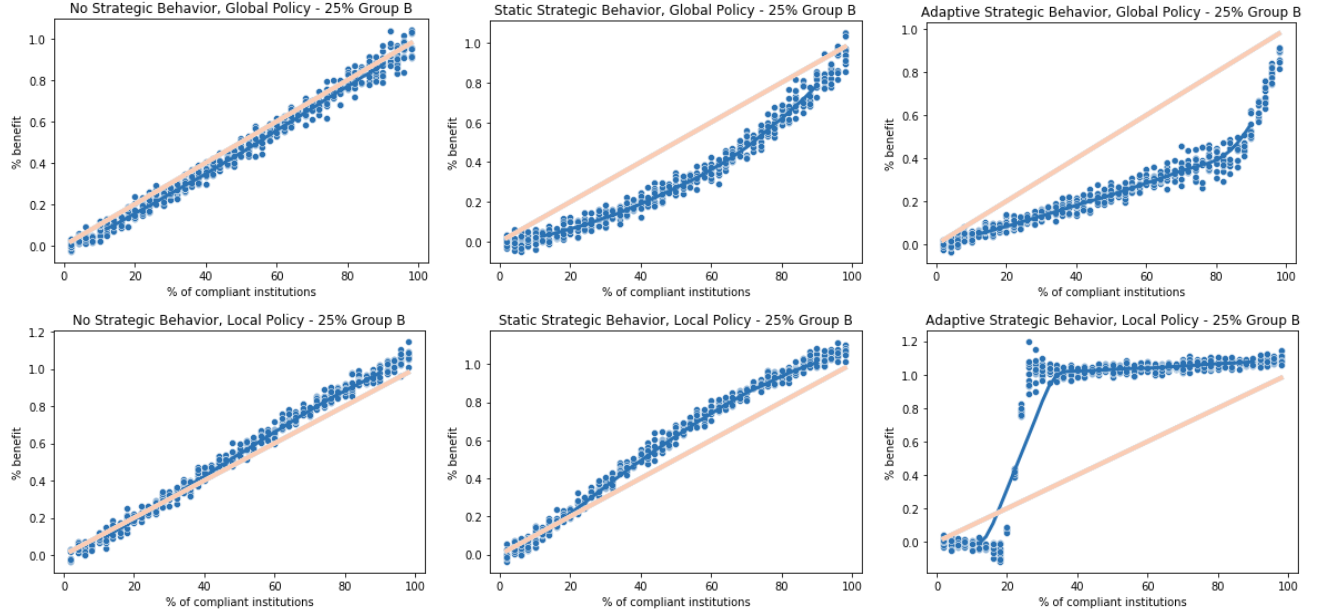 No Strategic Behavior, Global Policy - 25% Group B
1.0
0.8
0.6
0.4
0.2
0.0
% benefit
0 20 40 60 80 100
% of compliant institutions
Static Strategic Behavior, Global Policy - 25% Group B
1.0
0.8
0.6
0.4
0.2
0.0
% benefit
0 20 40 60 80 100
% of compliant institutions
Adaptive Strategic Behavior, Global Policy - 25% Group B
1.0
0.8
0.6
0.4
0.2
0.0
% benefit
0 20 40 60 80 100
% of compliant institutions
No Strategic Behavior, Local Policy - 25% Group B
1.2
1.0
0.8
0.6
0.4
0.2
0.0
% benefit
0 20 40 60 80 100
% of compliant institutions
Static Strategic Behavior, Local Policy - 25% Group B
1.0
0.8
0.6
0.4
0.2
0.0
% benefit
0 20 40 60 80 100
% of compliant institutions
Adaptive Strategic Behavior, Local Policy - 25% Group B
1.2
1.0
0.8
0.6
0.4
0.2
0.0
% benefit
0 20 40 60 80 100
% of compliant institutions